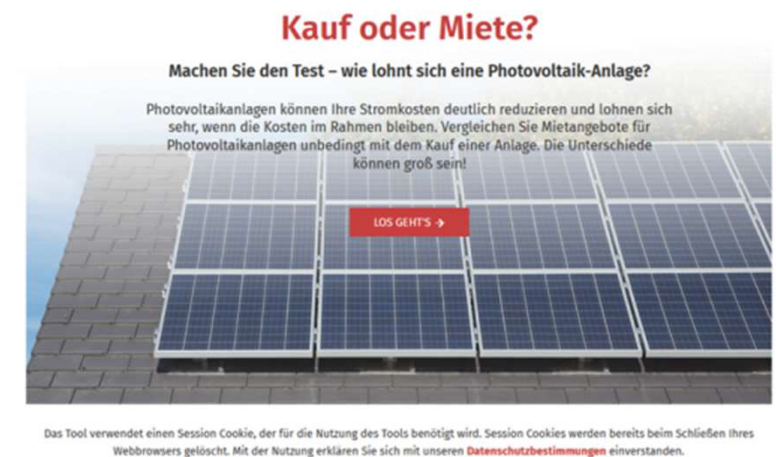 Kauf oder Miete?
Machen Sie den Test – wie lohnt sich eine Photovoltaik-Anlage?
Photovoltaikanlagen können Ihre Stromkosten deutlich reduzieren und lohnen sich
sehr, wenn die Kosten im Rahmen bleiben. Vergleichen Sie Mietangebote für
Photovoltaikanlagen unbedingt mit dem Kauf einer Anlage. Die Unterschiede
können groß sein!
LOS GEHT'S →
Das Tool verwendet einen Session Cookie, der für die Nutzung des Tools benötigt wird. Session Cookies werden bereits beim Schließen Ihres
Webbrowsers gelöscht. Mit der Nutzung erklären Sie sich mit unseren Datenschutzbestimmungen einverstanden.